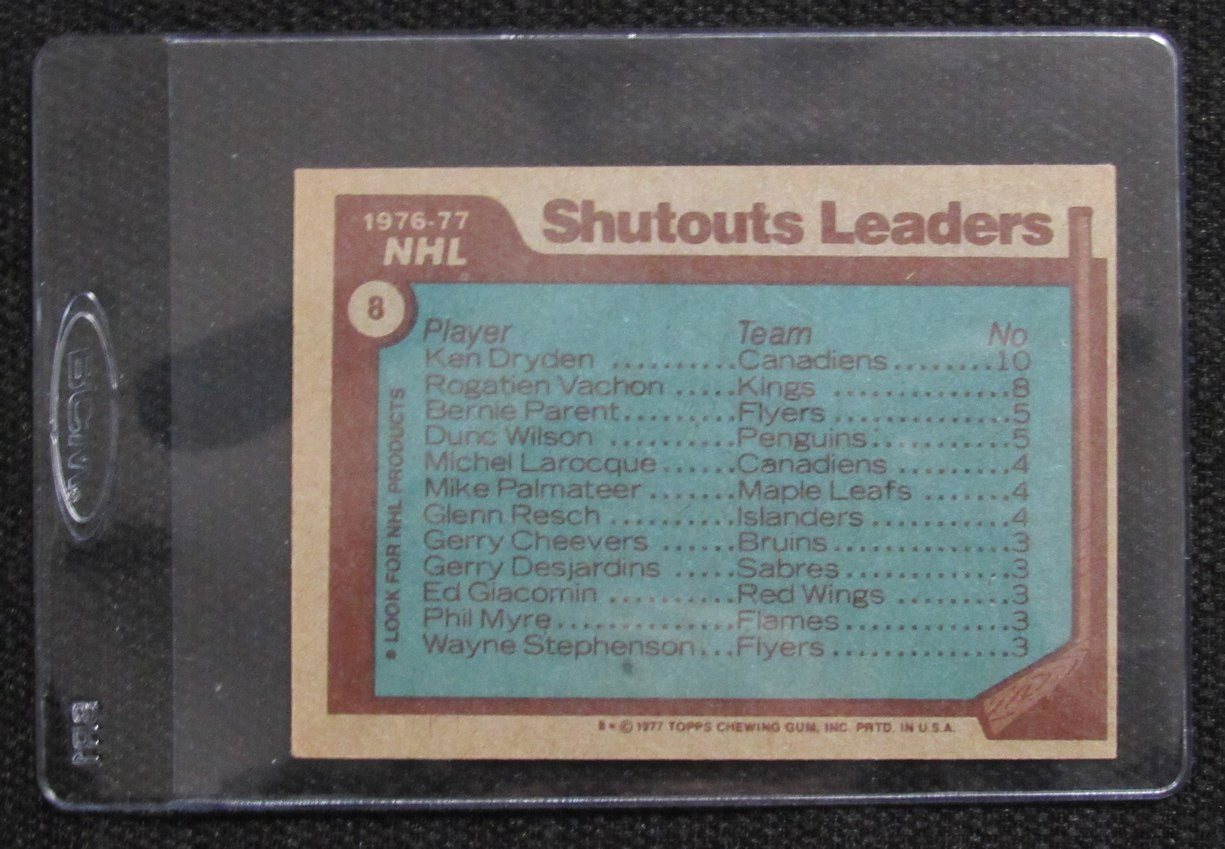 1976-77
NHL
Shutouts Leaders
8
Player Team No
Ken Dryden ..........Canadiens........10
Rogatien Vachon .....Kings ..............8
Bernie Parent.......Flyers .............5
Dunc Wilson ..........Penguins..........5
Michel Larocque......Canadiens ........4
Mike Palmateer .......Maple Leafs ......4
Glenn Resch ..........Islanders..........4
Gerry Cheevers ......Bruins.............3
Gerry Desjardins .....Sabres............3
Ed Giacomin ..........Red Wings ........3
Phil Myre..............Flames............3
Wayne Stephenson...Flyers ............3
LOOK FOR NHL PRODUCTS
B* © 1977 TOPPS CHEWING GUM, INC. PRTD. IN U.S.A.